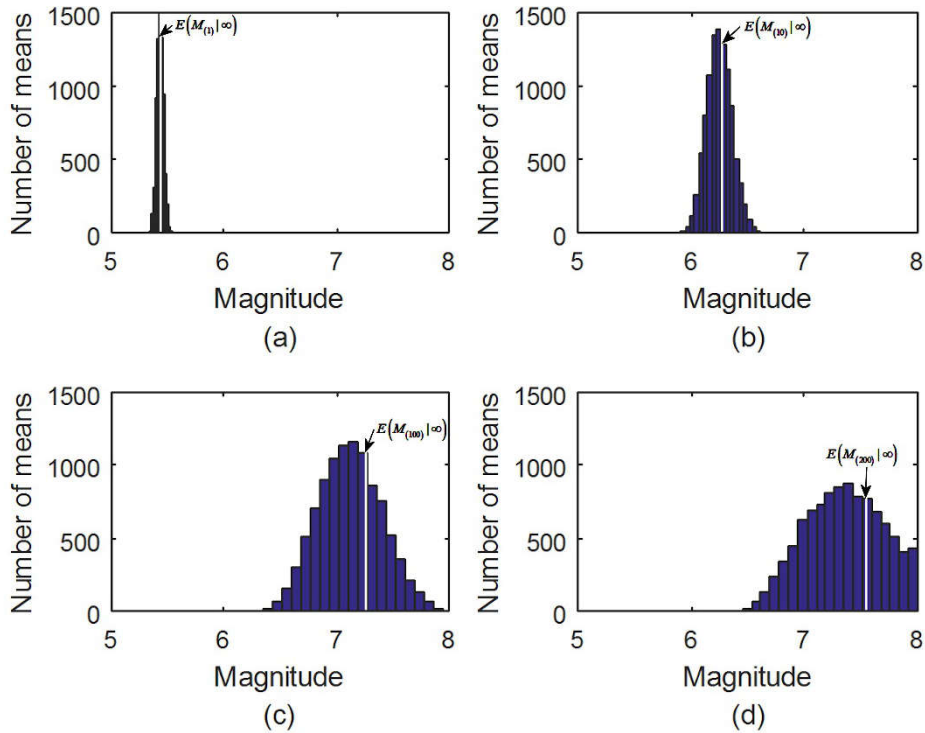 1500
1000
500
0
Number of means
E(M₍₁₎|∞)
5 6 7 8
Magnitude
(a)
1500
1000
500
0
Number of means
E(M₍₁₀₎|∞)
5 6 7 8
Magnitude
(b)
1500
1000
500
0
Number of means
E(M₍₁₀₀₎|∞)
5 6 7 8
Magnitude
(c)
1500
1000
500
0
Number of means
E(M₍₂₀₀₎|∞)
5 6 7 8
Magnitude
(d)